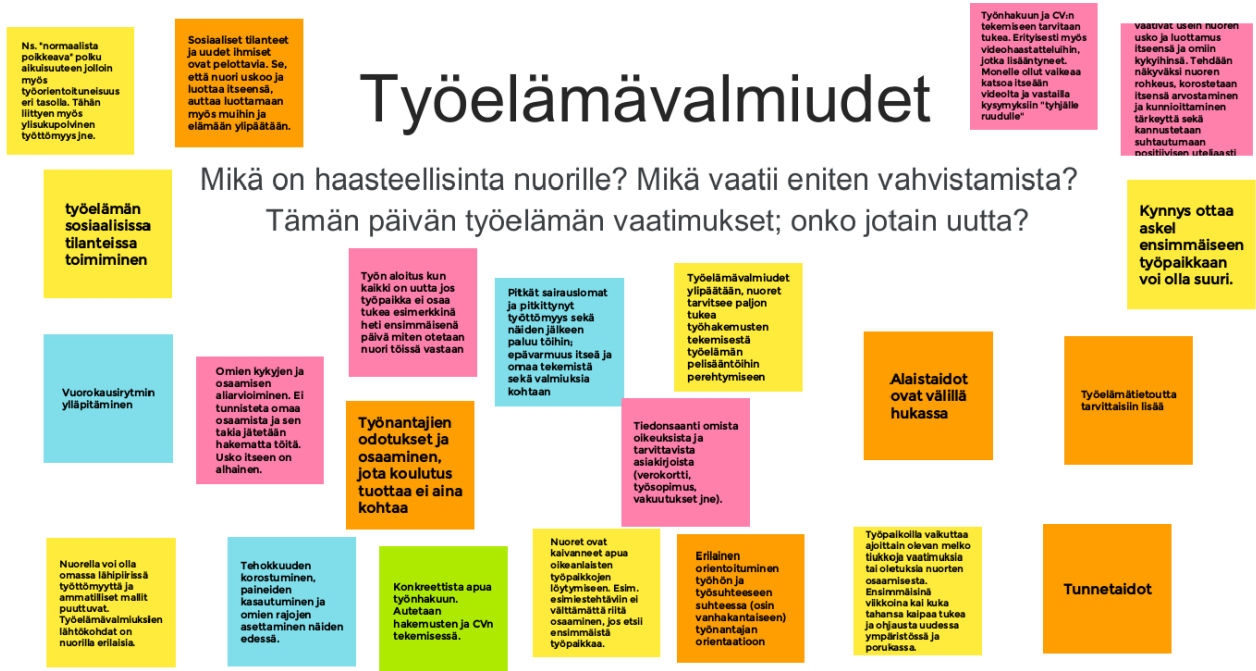 Ns. "normaalista
poikkeava" polku
aikuisuuteen jolloin
myös
työorientoituneisuus
eri tasolla. Tähän
liittyen myös
ylisukupolvinen
työttömyys jne.
Sosiaaliset tilanteet
ja uudet ihmiset
ovat pelottavia. Se,
että nuori uskoo ja
luottaa itseensä,
auttaa luottamaan
myös muihin ja
elämään ylipäätään.
Työelämävalmiudet
Työnhakuun ja CV:n
tekemiseen tarvitaan
tukea. Erityisesti myös
videohaastatteluihin,
jotka lisääntyneet.
Monelle ollut vaikeaa
katsoa itseään
videolta ja vastailla
kysymyksiin "tyhjälle
ruudulle"
vaativat usein nuoren
usko ja luottamus
itseensä ja omiin
kykyihinsä. Tehdään
näkyväksi nuoren
rohkeus, korostetaan
itsensä arvostaminen
ja kunnioittaminen
tärkeyttä sekä
kannustetaan
suhtautumaan
positiivisen uteliaasti
Mikä on haasteellisinta nuorille? Mikä vaatii eniten vahvistamista?
Tämän päivän työelämän vaatimukset; onko jotain uutta?
työelämän
sosiaalisissa
tilanteissa
toimiminen
Kynnys ottaa
askel
ensimmäiseen
työpaikkaan
voi olla suuri.
Työn aloitus kun
kaikki on uutta jos
työpaikka ei osaa
tukea esimerkkinä
heti ensimmäisenä
päivä miten otetaan
nuori töissä vastaan
Pitkät sairauslomat
ja pitkittynyt
työttömyys sekä
näiden jälkeen
paluu töihin;
epävarmuus itseä ja
omaa tekemistä
sekä valmiuksia
kohtaan
Työelämävalmiudet
ylipäätään, nuoret
tarvitsee paljon
tukea
työhakemusten
tekemisestä
työelämän
pelisääntöihin
perehtymiseen
Vuorokausirytmin
ylläpitäminen
Omien kykyjen ja
osaamisen
aliarvioiminen. Ei
tunnisteta omaa
osaamista ja sen
takia jätetään
hakematta töitä.
Usko itseen on
alhainen.
Työnantajien
odotukset ja
osaaminen,
jota koulutus
tuottaa ei aina
kohtaa
Tiedonsaanti omista
oikeuksista ja
tarvittavista
asiakirjoista
(verokortti,
työsopimus,
vakuutukset jne).
Alaistaidot
ovat välillä
hukassa
Työelämätietoutta
tarvittaisiin lisää
Nuorella voi olla
omassa lähipiirissä
työttömyyttä ja
ammatilliset mallit
puuttuvat.
Työelämävalmiuksien
lähtökohdat on
nuorilla erilaisia.
Tehokkuuden
korostuminen,
paineiden
kasautuminen ja
omien rajojen
asettaminen näiden
edessä.
Konkreettista apua
työnhakuun.
Autetaan
hakemusten ja CVn
tekemisessä.
Nuoret ovat
kaivanneet apua
oikeanlaisten
työpaikkojen
löytymiseen. Esim.
esimiestehtäviin ei
välttämättä riitä
osaaminen, jos etsii
ensimmäistä
työpaikkaa.
Erilainen
orientoituminen
työhön ja
työsuhteeseen
suhteessa (osin
vanhakantaiseen)
työnantajan
orientaatioon
Työpaikoilla vaikuttaa
ajoittain olevan melko
tiukkoja vaatimuksia
tai oletuksia nuorten
osaamisesta.
Ensimmäisinä
viikkoina kai kuka
tahansa kaipaa tukea
ja ohjausta uudessa
ympäristössä ja
porukassa.
Tunnetaidot